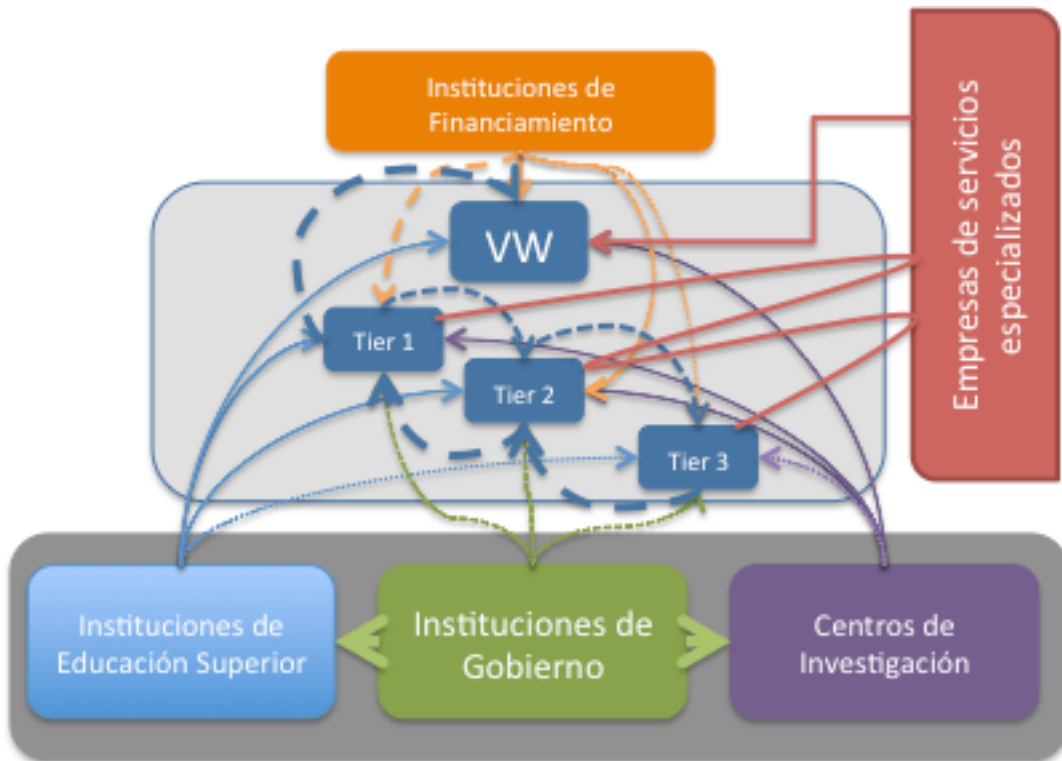 Instituciones de
Financiamiento
Empresas de servicios
especializados
VW
Tier 1
Tier 2
Tier 3
Instituciones de
Educación Superior
Instituciones de
Gobierno
Centros de
Investigación